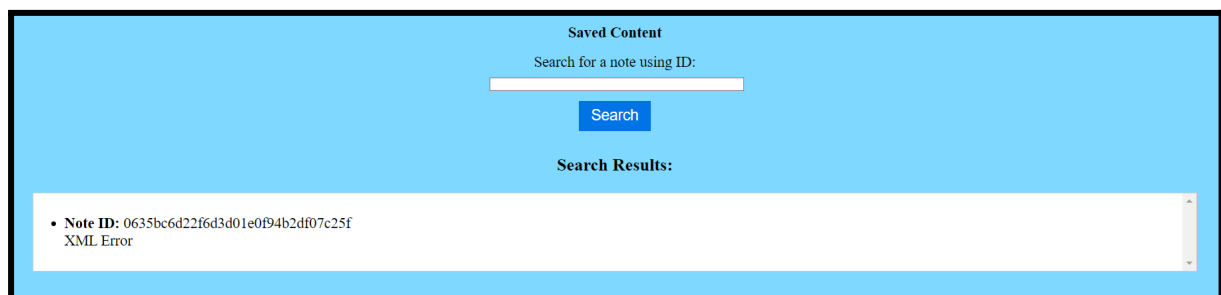 Saved Content
Search for a note using ID:
Search
Search Results:
Note ID: 0635bc6d22f6d3d01e0f94b2df07c25f
XML Error